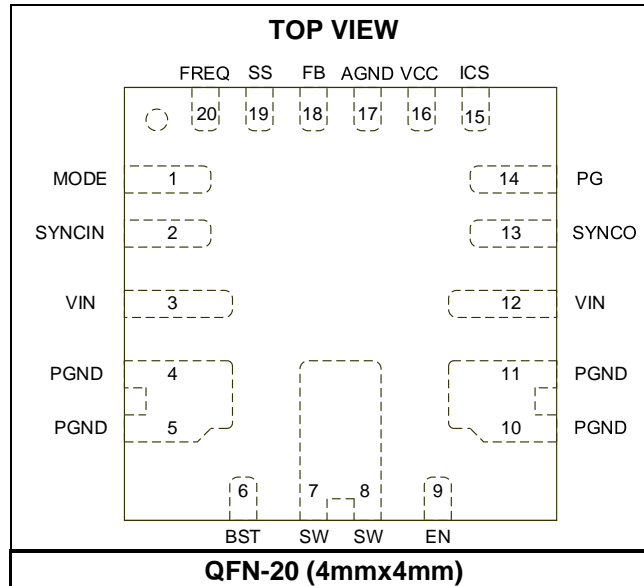 TOP VIEW
FREQ SS FB AGND VCC ICS
20 19 18 17 16 15
MODE 1 14 PG
SYNCIN 2 13 SYNCO
VIN 3 12 VIN
PGND 4 11 PGND
PGND 5 10 PGND
6 7 8 9
BST SW SW EN
QFN-20 (4mmx4mm)